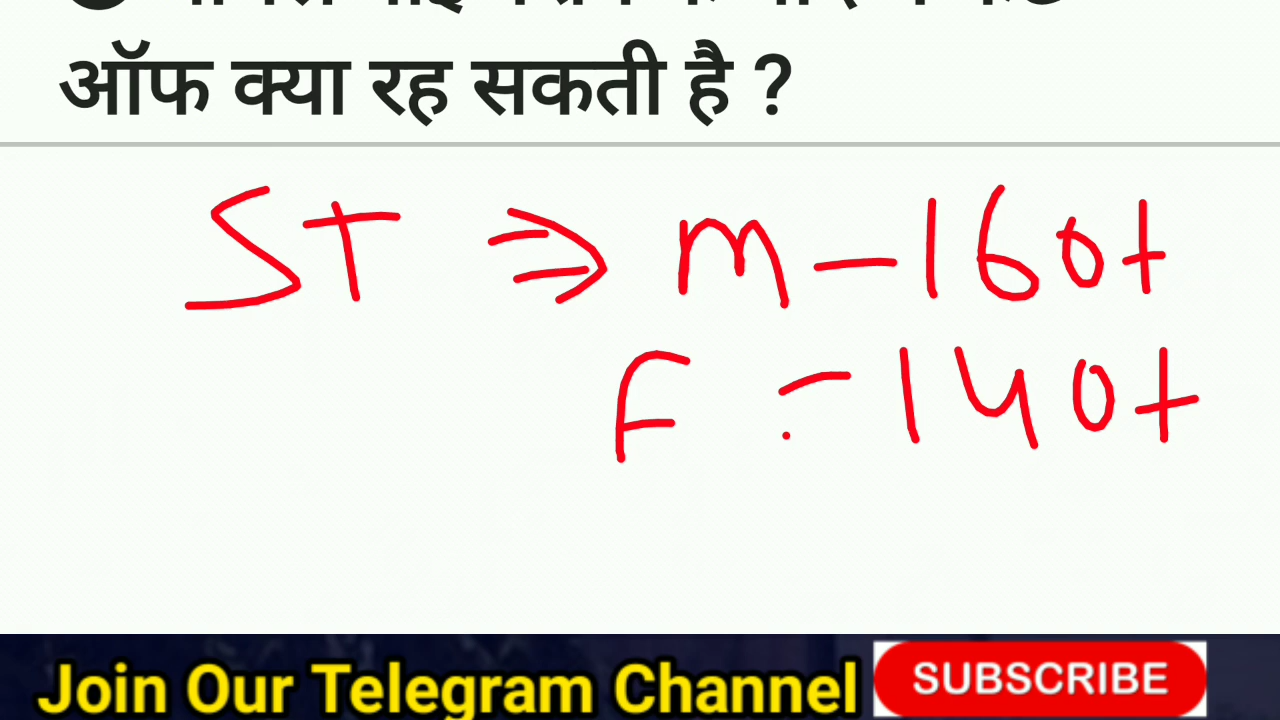 ऑफ क्या रह सकती है ?
ST ⇒ m - 160+
F :- 140+
Join Our Telegram Channel
SUBSCRIBE